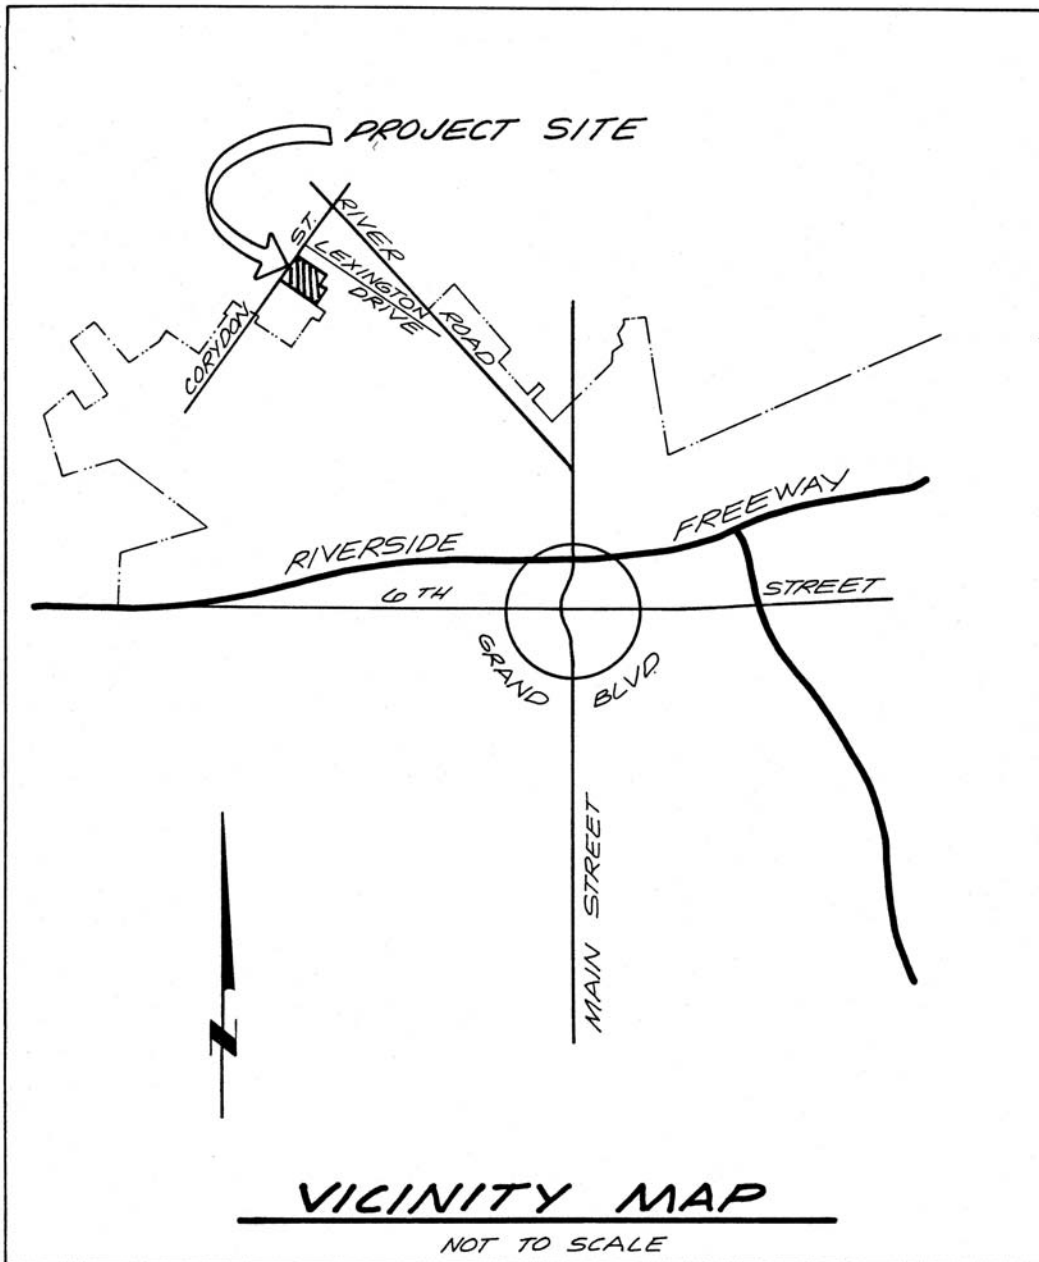 PROJECT SITE
RIVER ROAD
CORYDON ST.
LEXINGTON
DRIVE
RIVERSIDE FREEWAY
6TH STREET
GRAND BLVD.
MAIN STREET
N
VICINITY MAP
NOT TO SCALE